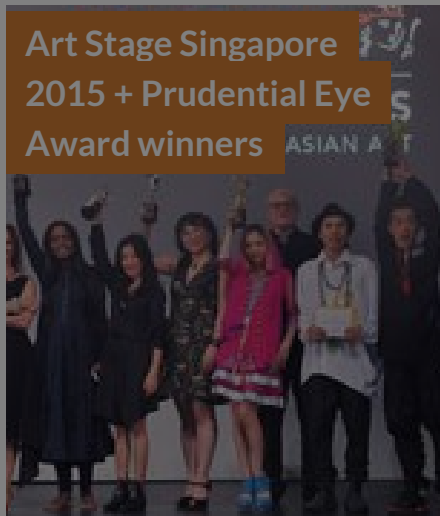 Art Stage Singapore
2015 + Prudential Eye
S
Award winners
ASIAN A T